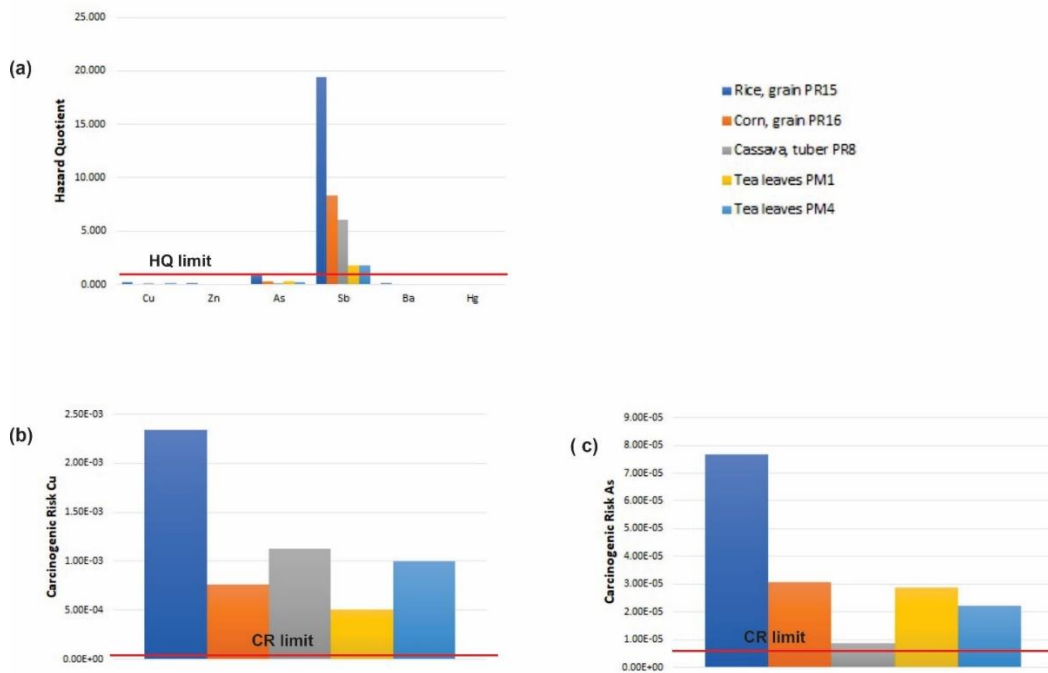 (a)
Hazard Quotient
25.000
20.000
15.000
10.000
5.000
0.000
HQ limit
Cu Zn As Sb Ba Hg
Rice, grain PR15
Corn, grain PR16
Cassava, tuber PR8
Tea leaves PM1
Tea leaves PM4
(b)
Carcinogenic Risk Cu
2.50E-03
2.00E-03
1.50E-03
1.00E-03
5.00E-04
0.00E+00
CR limit
( c)
Carcinogenic Risk As
9.00E-05
8.00E-05
7.00E-05
6.00E-05
5.00E-05
4.00E-05
3.00E-05
2.00E-05
1.00E-05
0.00E+00
CR limit